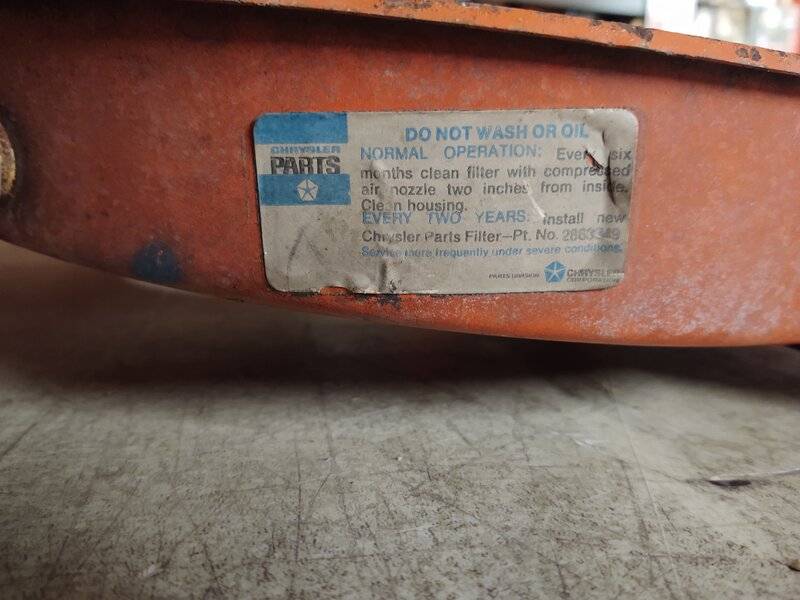 CHRYSLER
PARTS
DO NOT WASH OR OIL
NORMAL OPERATION: Every six
months clean filter with compressed
air nozzle two inches from inside.
Clean housing.
EVERY TWO YEARS: Install new
Chrysler Parts Filter—Pt. No. 2863349
Service more frequently under severe conditions.
PARTS DIVISION
CHRYSLER
CORPORATION